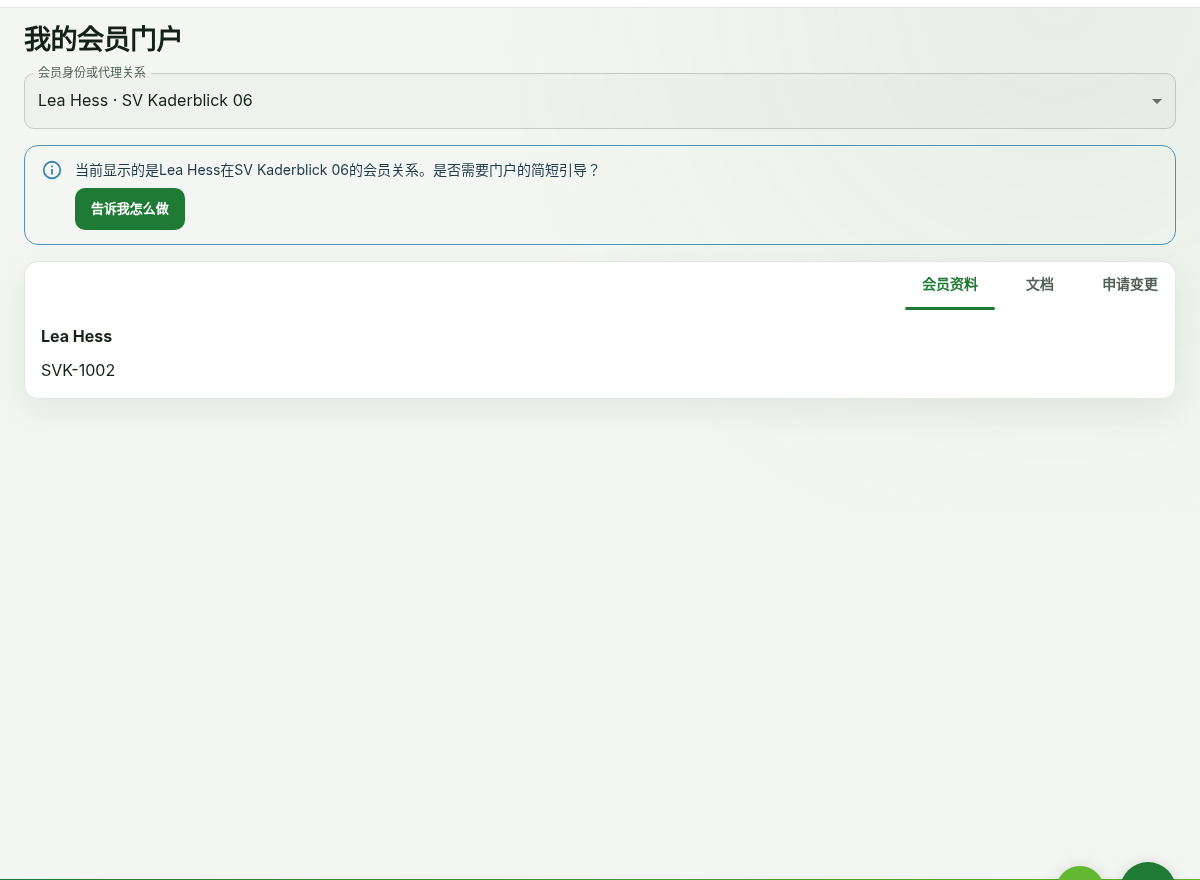 我的会员门户
会员身份或代理关系
Lea Hess · SV Kaderblick 06
当前显示的是Lea Hess在SV Kaderblick 06的会员关系。是否需要门户的简短引导？
告诉我怎么做
会员资料
文档
申请变更
Lea Hess
SVK-1002